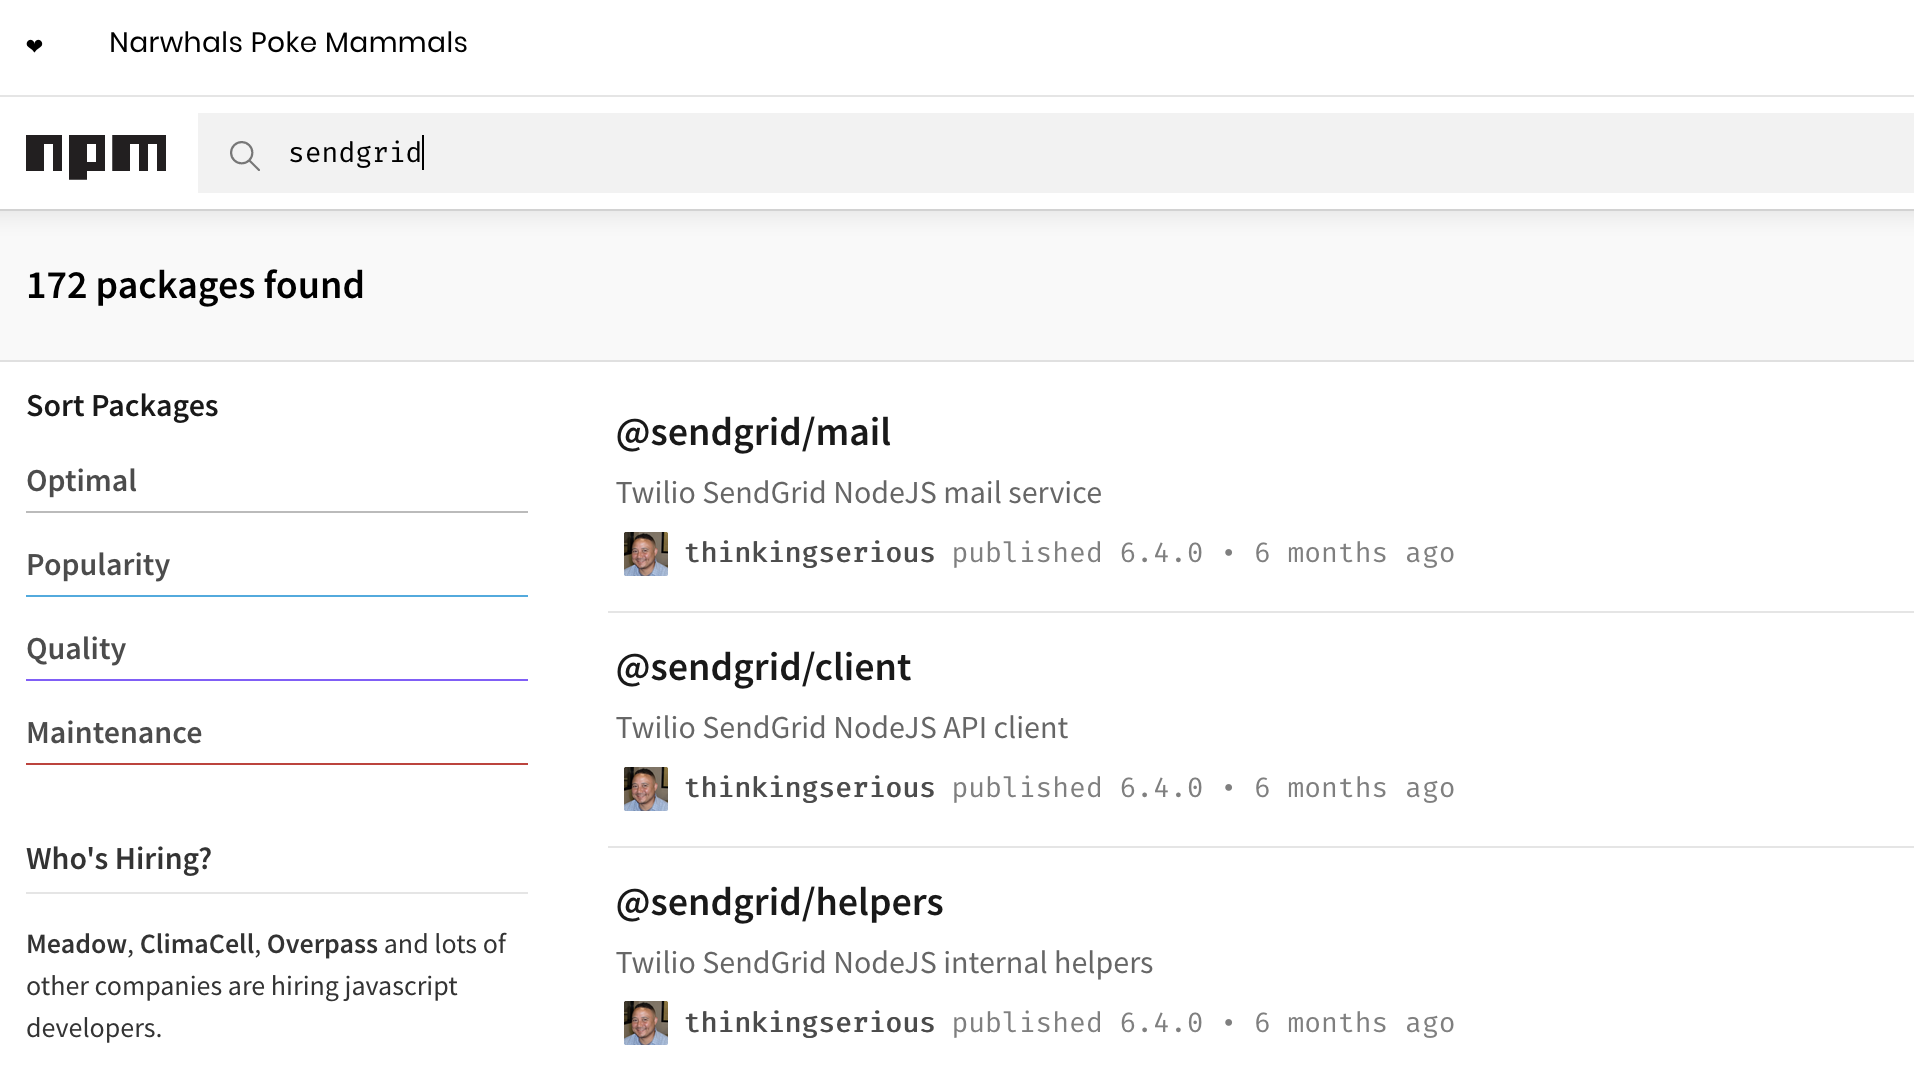 ❤ Narwhals Poke Mammals
npm
sendgrid
172 packages found
Sort Packages
Optimal
Popularity
Quality
Maintenance
Who's Hiring?
Meadow, ClimaCell, Overpass and lots of
other companies are hiring javascript
developers.
@sendgrid/mail
Twilio SendGrid NodeJS mail service
thinkingserious published 6.4.0 • 6 months ago
@sendgrid/client
Twilio SendGrid NodeJS API client
thinkingserious published 6.4.0 • 6 months ago
@sendgrid/helpers
Twilio SendGrid NodeJS internal helpers
thinkingserious published 6.4.0 • 6 months ago